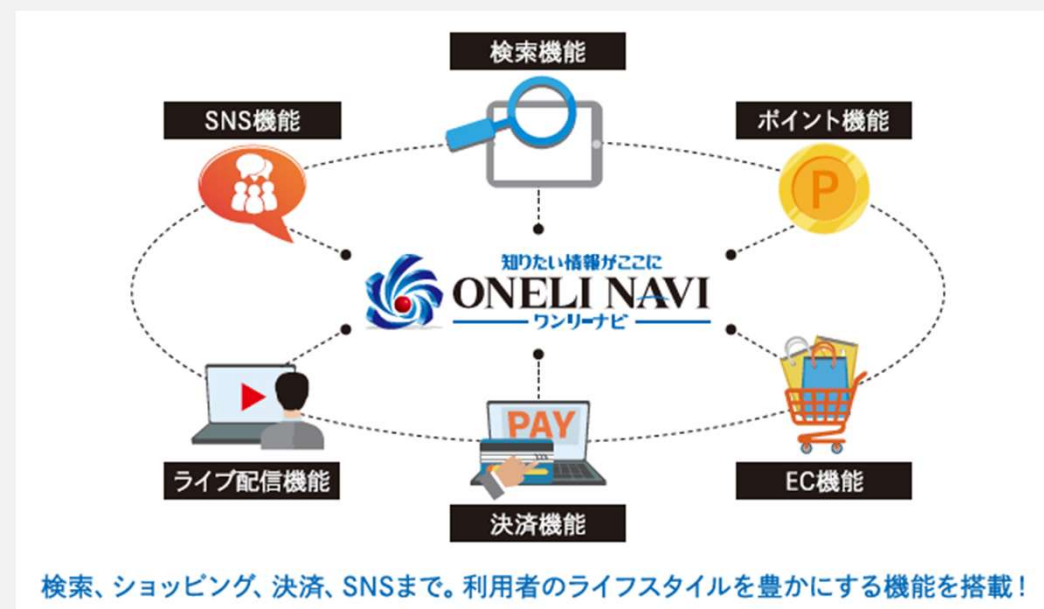 検索機能
SNS機能
ポイント機能
P
知りたい情報がここに
ONELI NAVI
ワンリーナビ
PAY
ライブ配信機能
EC機能
決済機能
検索、ショッピング、決済、SNSまで。利用者のライフスタイルを豊かにする機能を搭載！